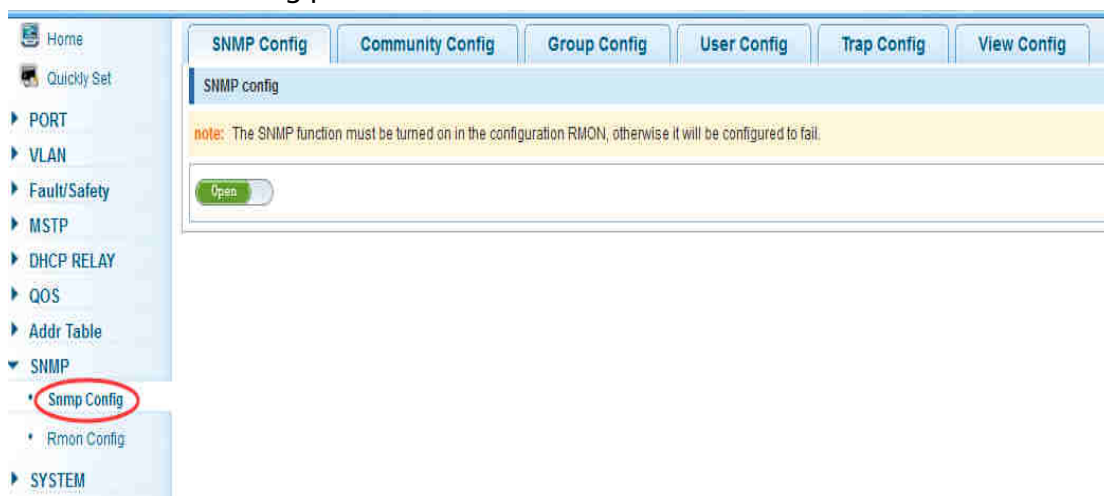 Home
Quickly Set
PORT
VLAN
Fault/Safety
MSTP
DHCP RELAY
QOS
Addr Table
SNMP
Snmp Config
Rmon Config
SYSTEM
SNMP Config Community Config Group Config User Config Trap Config View Config
SNMP config
note: The SNMP function must be turned on in the configuration RMON, otherwise it will be configured to fail.
Open